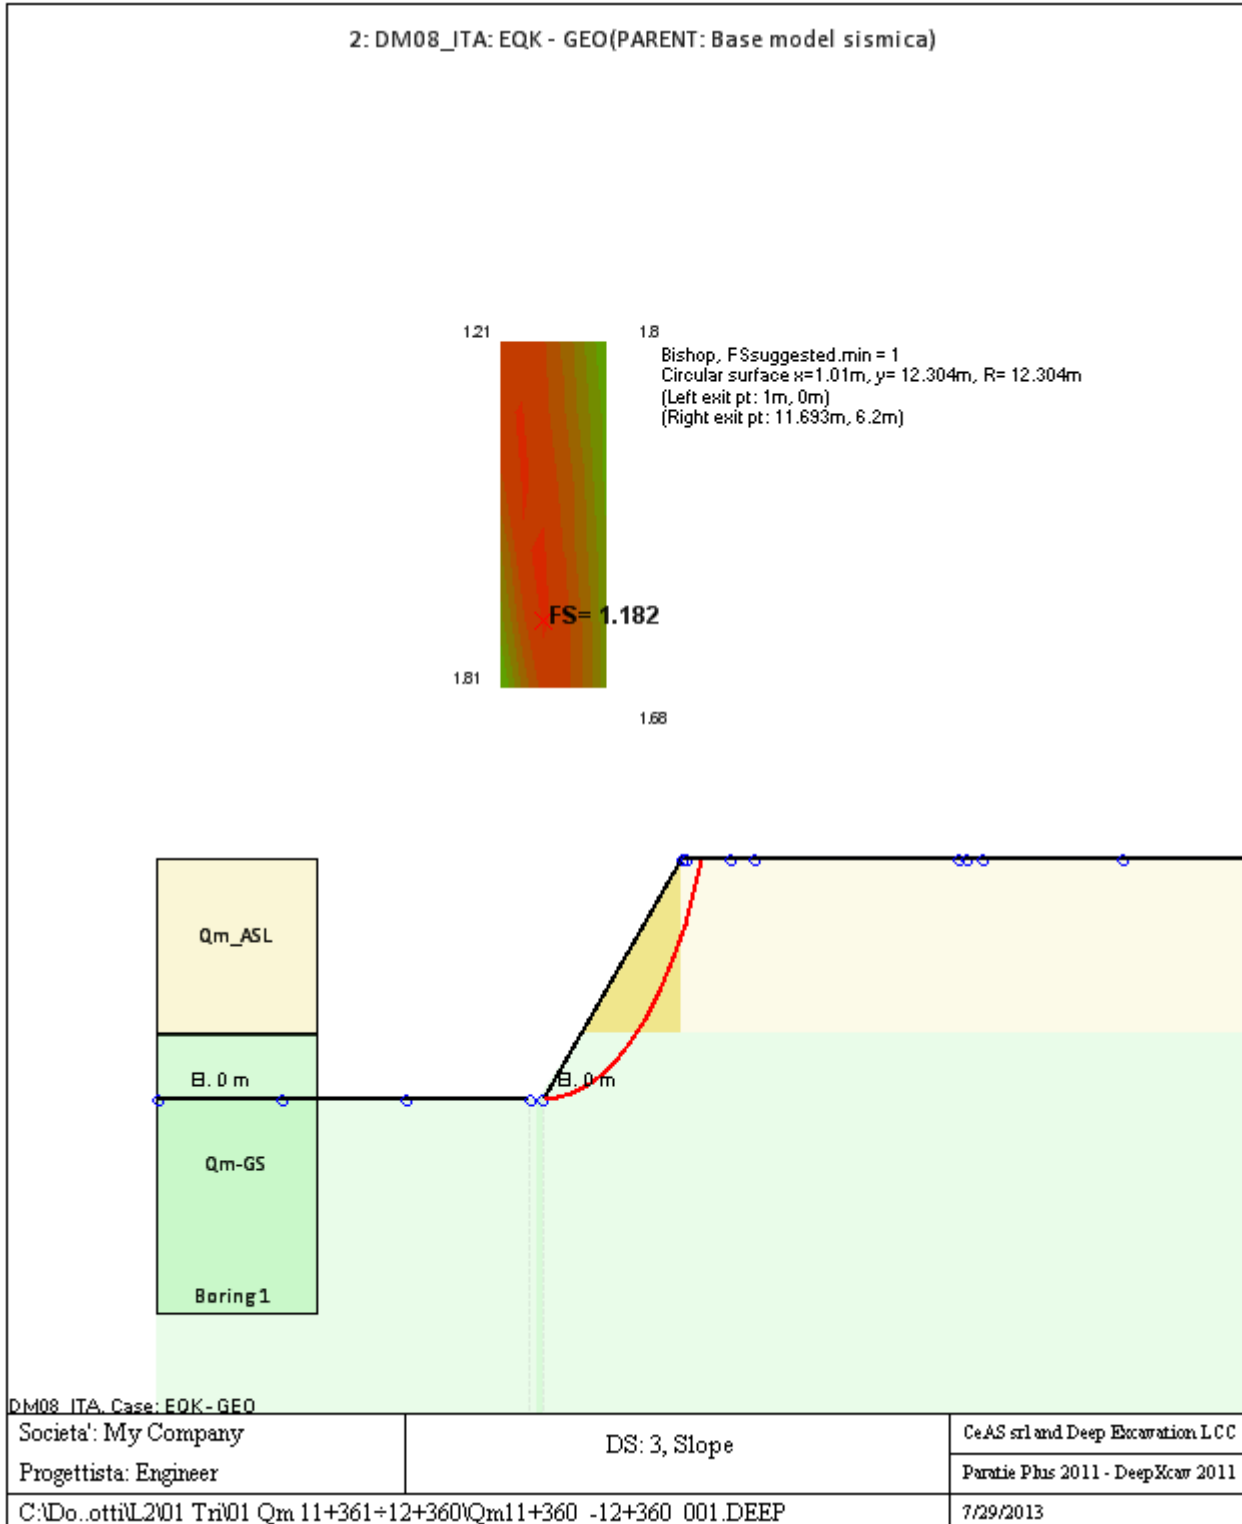 2: DM08_ITA: EQK - GEO(PARENT: Base model sismica)
1.21
1.8
Bishop, FSsuggested.min = 1
Circular surface x=1.01m, y= 12.304m, R= 12.304m
(Left exit pt: 1m, 0m)
(Right exit pt: 11.693m, 6.2m)
FS= 1.182
1.81
1.68
Qm_ASL
El. 0 m
El. 0 m
Qm-GS
Boring 1
DM08_ITA, Case: EQK - GEO
Societa': My Company
DS: 3, Slope
CeAS srl and Deep Excavation LCC
Progettista: Engineer
Paratie Plus 2011 - DeepXcav 2011
C:\Do..otti\L2\01 Tri\01 Qm 11+361÷12+360\Qm11+360_-12+360_001.DEEP
7/29/2013